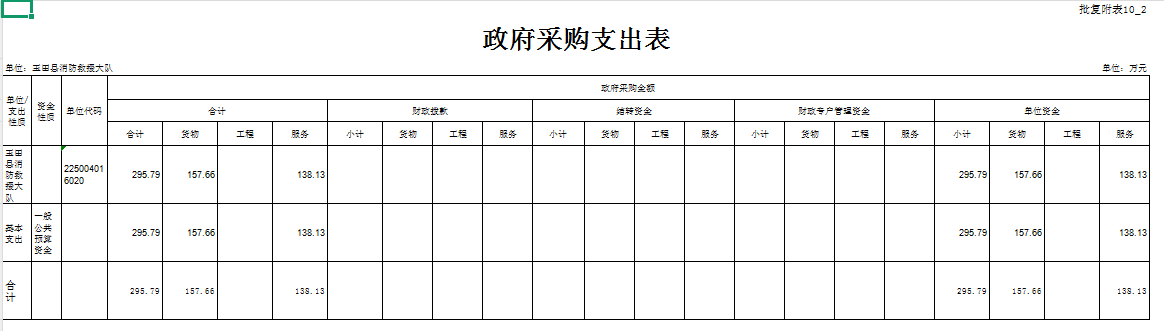 批复附表10_2
政府采购支出表
单位：玉田县消防救援大队 单位：万元
单位/支出性质 资金性质 单位代码 政府采购金额
合计 财政拨款 结转资金 财政专户管理资金 单位资金
合计 货物 工程 服务 小计 货物 工程 服务 小计 货物 工程 服务 小计 货物 工程 服务 小计 货物 工程 服务
玉田县消防救援大队 225004016020 295.79 157.66 138.13 295.79 157.66 138.13
基本支出 一般公共预算资金 295.79 157.66 138.13 295.79 157.66 138.13
合计 295.79 157.66 138.13 295.79 157.66 138.13